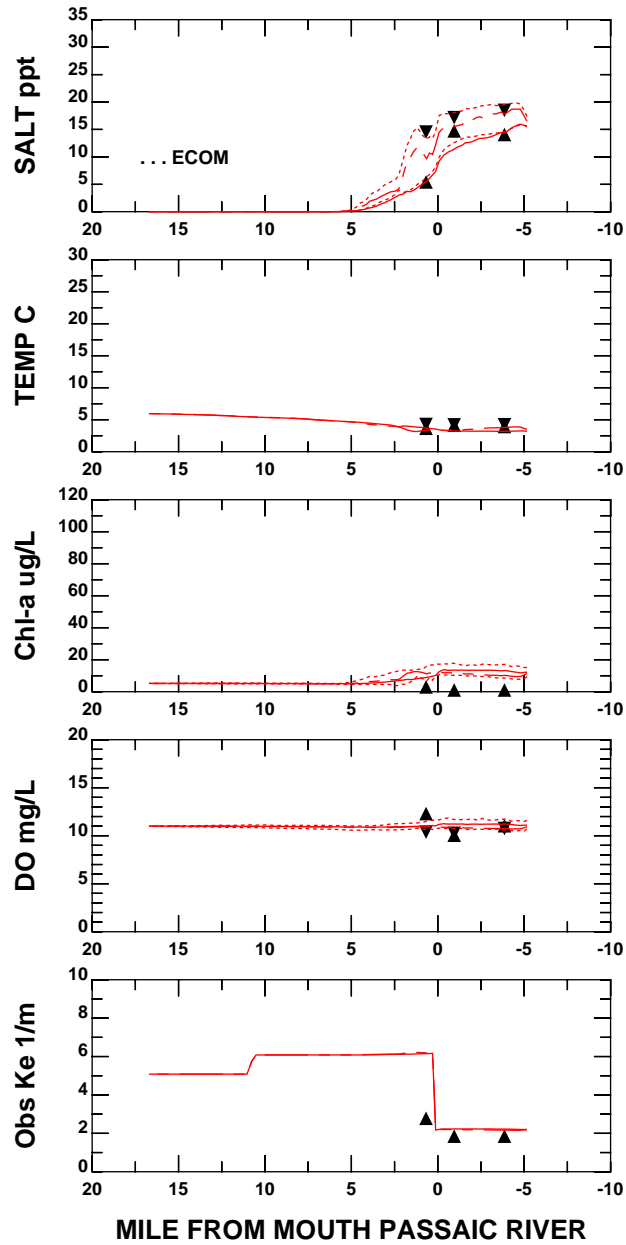 SALT ppt
35
30
25
20
15
10
5
0
. . . ECOM
20 15 10 5 0 -5 -10
TEMP C
30
25
20
15
10
5
0
20 15 10 5 0 -5 -10
Chl-a ug/L
120
100
80
60
40
20
0
20 15 10 5 0 -5 -10
DO mg/L
20
15
10
5
0
20 15 10 5 0 -5 -10
Obs Ke 1/m
10
8
6
4
2
0
20 15 10 5 0 -5 -10
MILE FROM MOUTH PASSAIC RIVER